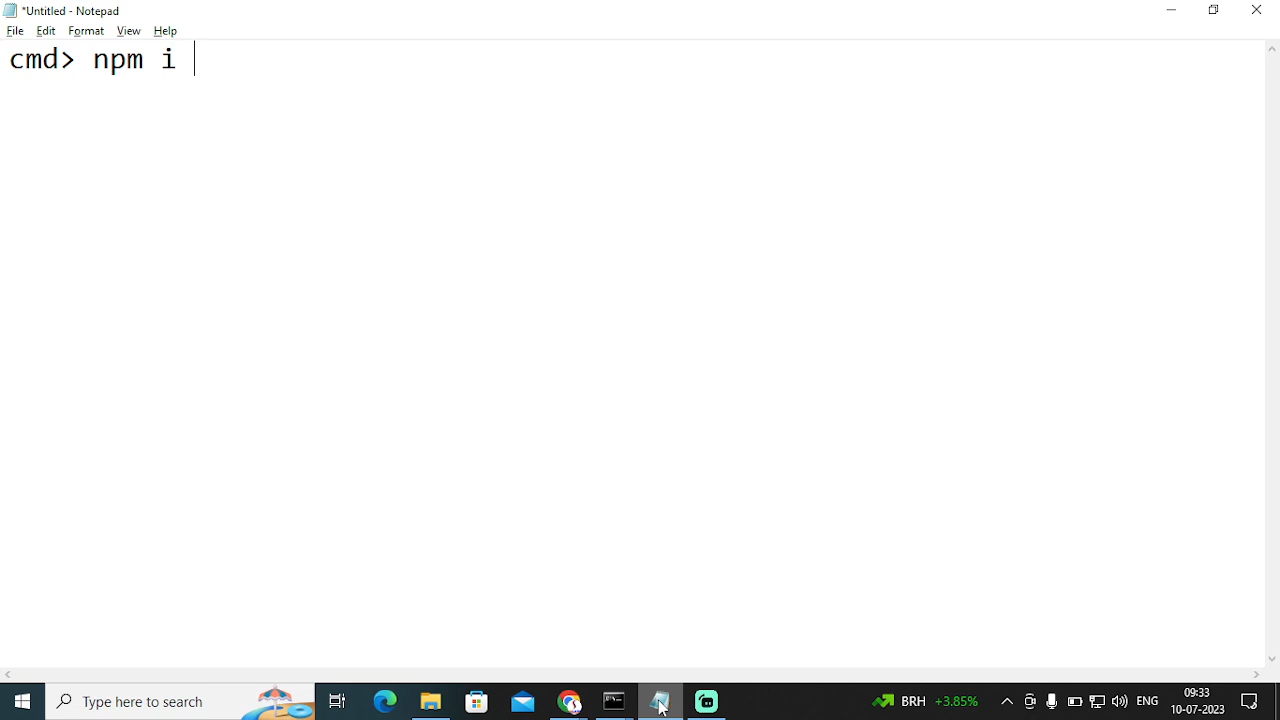 *Untitled - Notepad
File Edit Format View Help
cmd> npm i
Type here to search
BRH +3.85%
ENG
09:33
10-07-2023